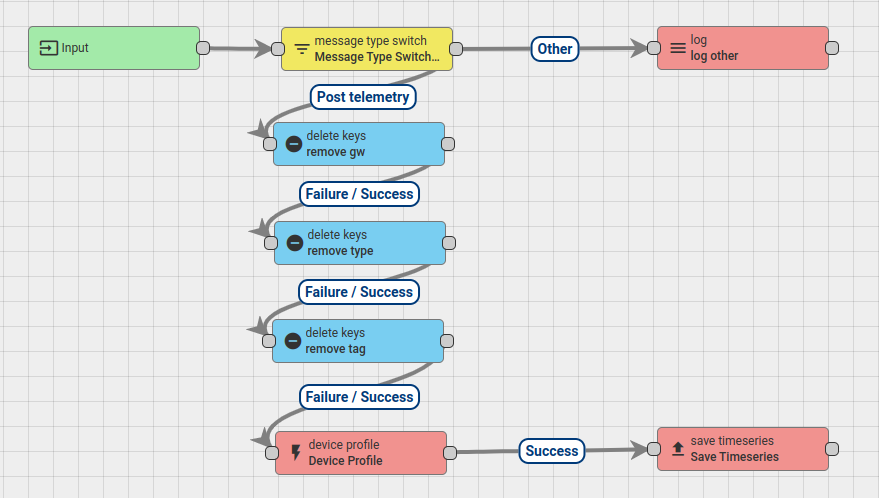 Input
message type switch
Message Type Switch...
Other
log
log other
Post telemetry
delete keys
remove gw
Failure / Success
delete keys
remove type
Failure / Success
delete keys
remove tag
Failure / Success
device profile
Device Profile
Success
save timeseries
Save Timeseries